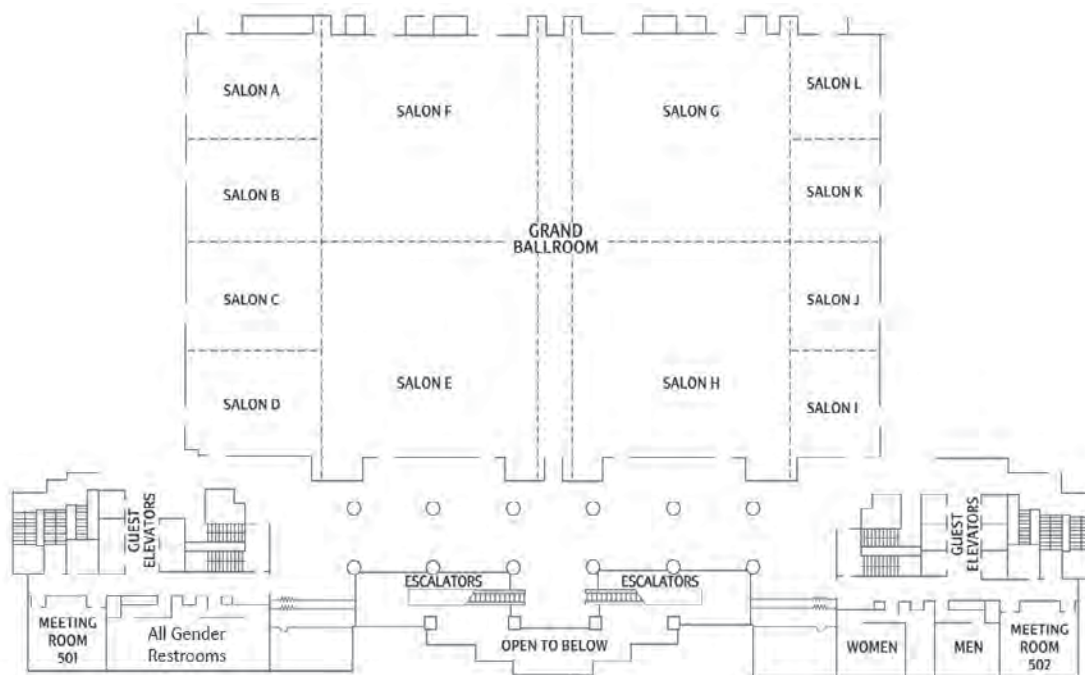 SALON A
SALON F
SALON G
SALON L
SALON B
SALON K
GRAND
BALLROOM
SALON C
SALON J
SALON E
SALON H
SALON D
SALON I
GUEST
ELEVATORS
GUEST
ELEVATORS
ESCALATORS
ESCALATORS
MEETING
ROOM
501
All Gender
Restrooms
OPEN TO BELOW
WOMEN
MEN
MEETING
ROOM
502